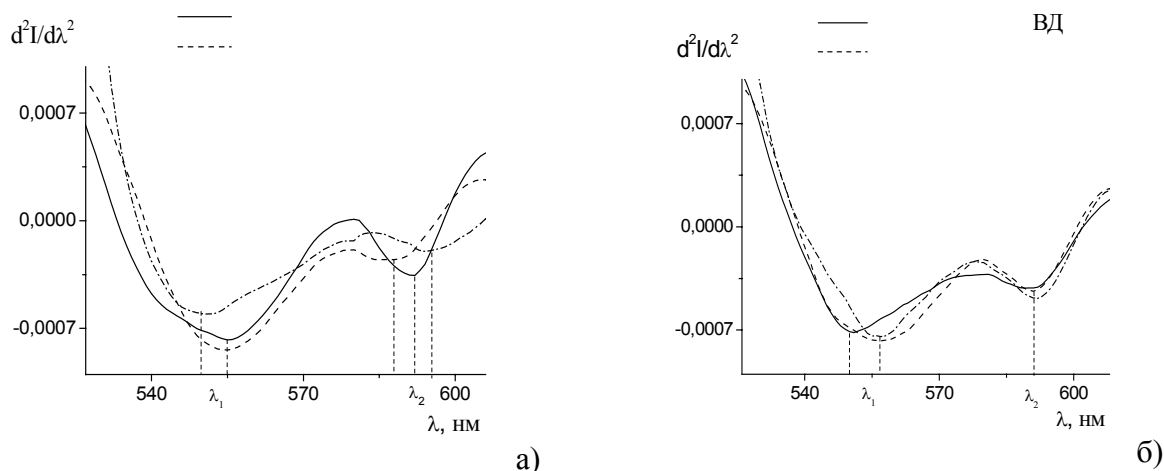 d²I/dλ²
0,0007
0,0000
-0,0007
540
570
600
λ₁
λ₂
λ, нм
а)
ВД
d²I/dλ²
0,0007
0,0000
-0,0007
540
570
600
λ₁
λ₂
λ, нм
б)